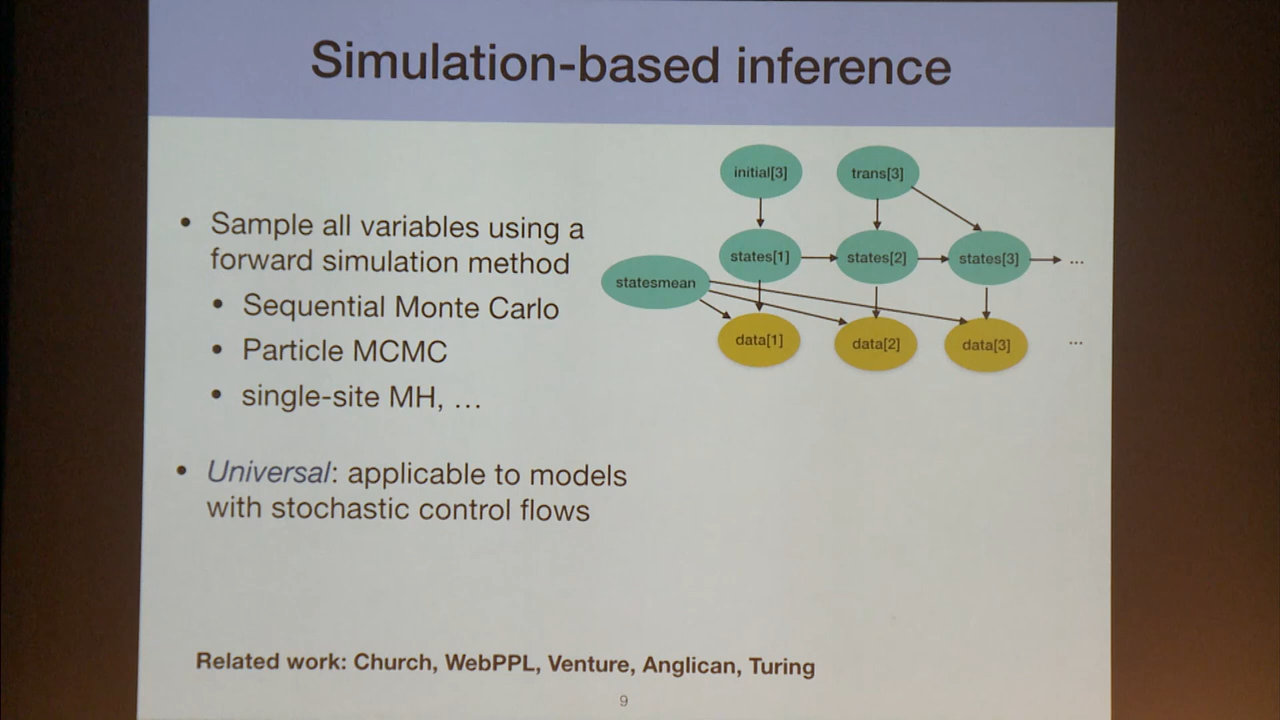 Simulation-based inference
• Sample all variables using a
forward simulation method
• Sequential Monte Carlo
• Particle MCMC
• single-site MH, …
• Universal: applicable to models
with stochastic control flows
initial[3] trans[3]
states[1] states[2] states[3] ...
statesmean
data[1] data[2] data[3] ...
Related work: Church, WebPPL, Venture, Anglican, Turing
9